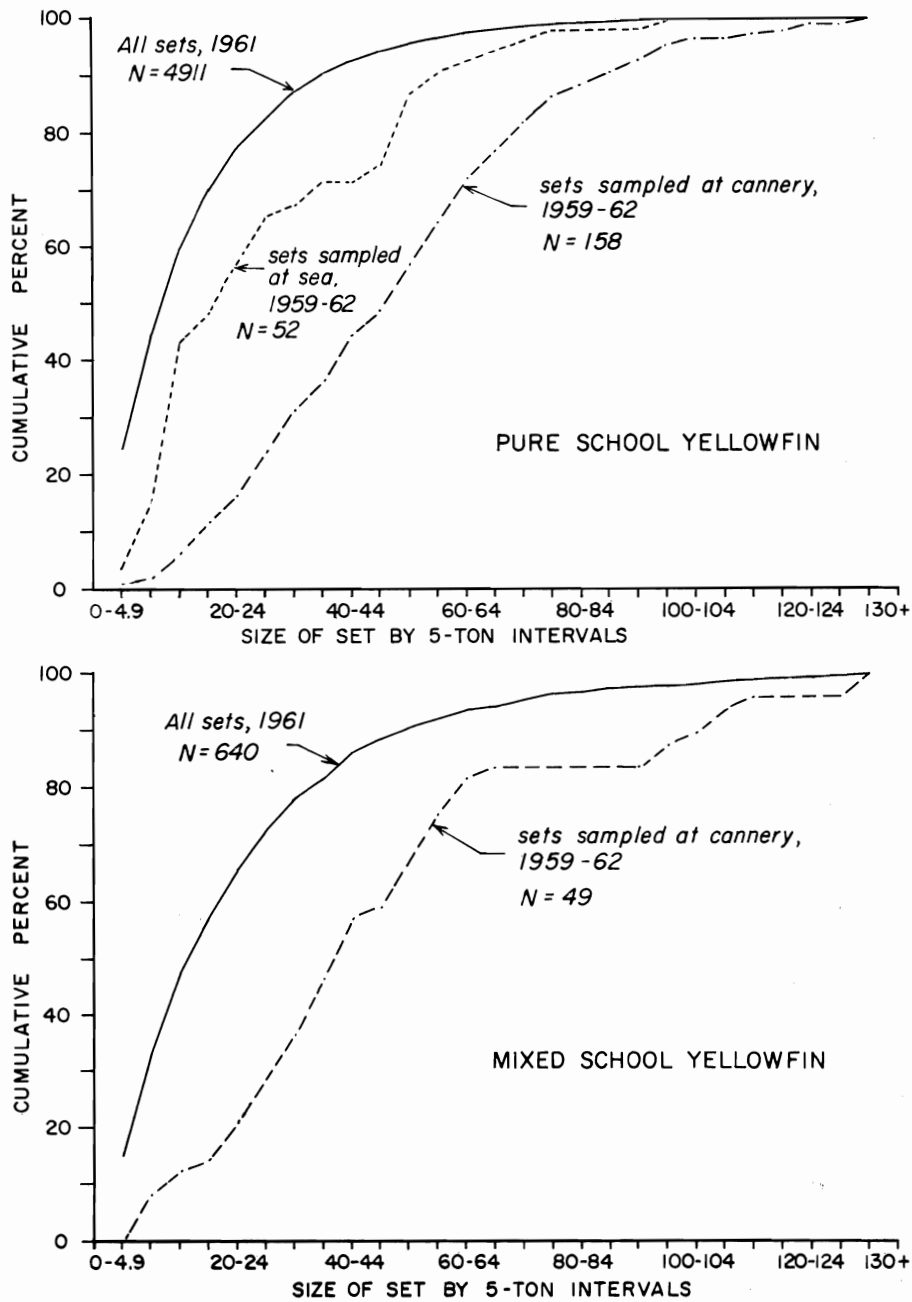 100
80
60
40
20
0
CUMULATIVE PERCENT
All sets, 1961
N=4911
sets sampled at cannery,
1959-62
N=158
sets sampled
at sea,
1959-62
N=52
PURE SCHOOL YELLOWFIN
0-4.9 20-24 40-44 60-64 80-84 100-104 120-124 130+
SIZE OF SET BY 5-TON INTERVALS
100
80
60
40
20
0
CUMULATIVE PERCENT
All sets, 1961
N=640
sets sampled at cannery,
1959-62
N=49
MIXED SCHOOL YELLOWFIN
0-4.9 20-24 40-44 60-64 80-84 100-104 120-124 130+
SIZE OF SET BY 5-TON INTERVALS